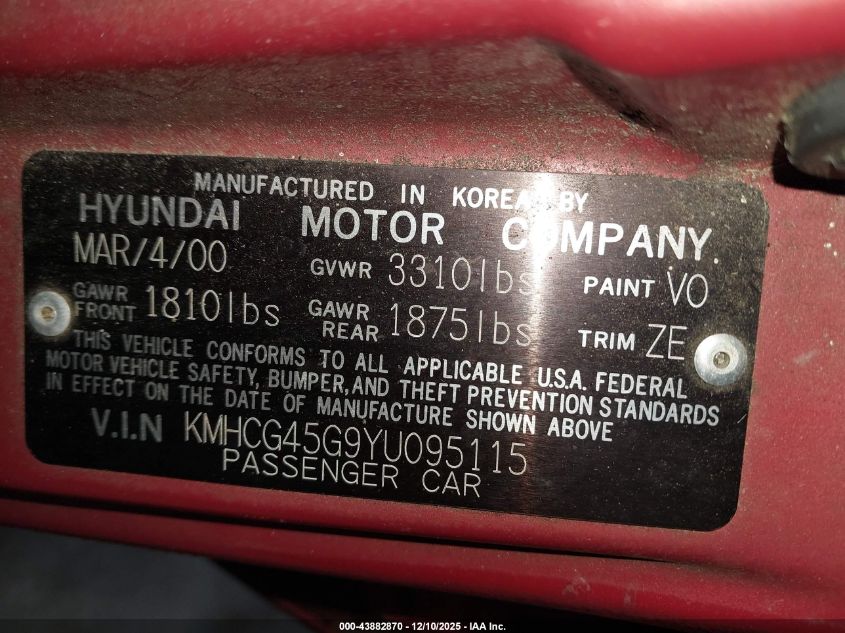 MANUFACTURED IN KOREA BY
HYUNDAI MOTOR COMPANY
MAR/4/00 GVWR 3310lbs PAINT VO
GAWR FRONT 1810lbs GAWR REAR 1875lbs TRIM ZE
THIS VEHICLE CONFORMS TO ALL APPLICABLE U.S.A. FEDERAL
MOTOR VEHICLE SAFETY, BUMPER, AND THEFT PREVENTION STANDARDS
IN EFFECT ON THE DATE OF MANUFACTURE SHOWN ABOVE
V.I.N KMHCG45G9YU095115
PASSENGER CAR
000-43882870 - 12/10/2025 - IAA Inc.